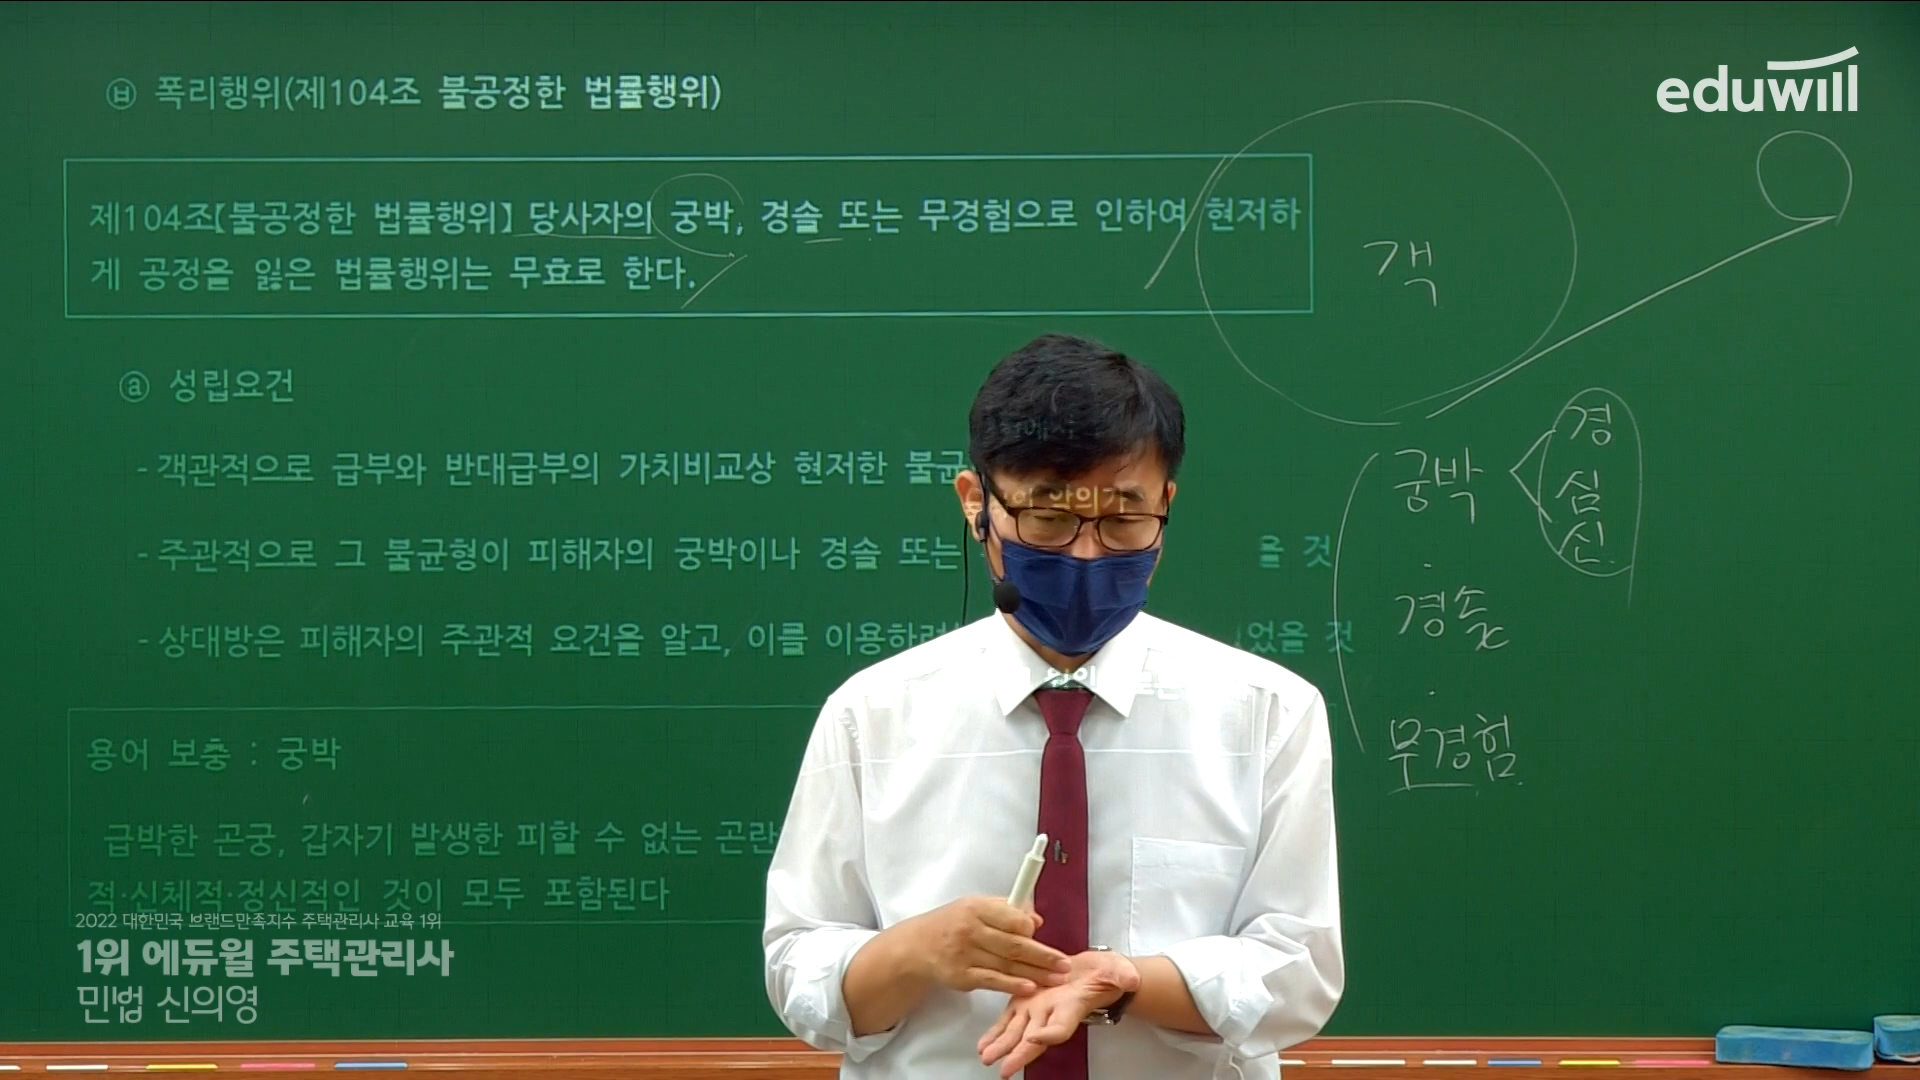 eduwill
ㅂ 폭리행위(제104조 불공정한 법률행위)
제104조【불공정한 법률행위】 당사자의 궁박, 경솔 또는 무경험으로 인하여 현저하
게 공정을 잃은 법률행위는 무효로 한다.
객
ⓐ 성립요건
- 객관적으로 급부와 반대급부의 가치비교상 현저한 불균
- 주관적으로 그 불균형이 피해자의 궁박이나 경솔 또는 을 것
- 상대방은 피해자의 주관적 요건을 알고, 이를 이용하려 었을 것
궁박
경
심
신
경솔
무경험
용어 보충 : 궁박
급박한 곤궁, 갑자기 발생한 피할 수 없는 곤란
적·신체적·정신적인 것이 모두 포함된다
2022 대한민국 브랜드만족지수 주택관리사 교육 1위
1위 에듀윌 주택관리사
민법 신의영